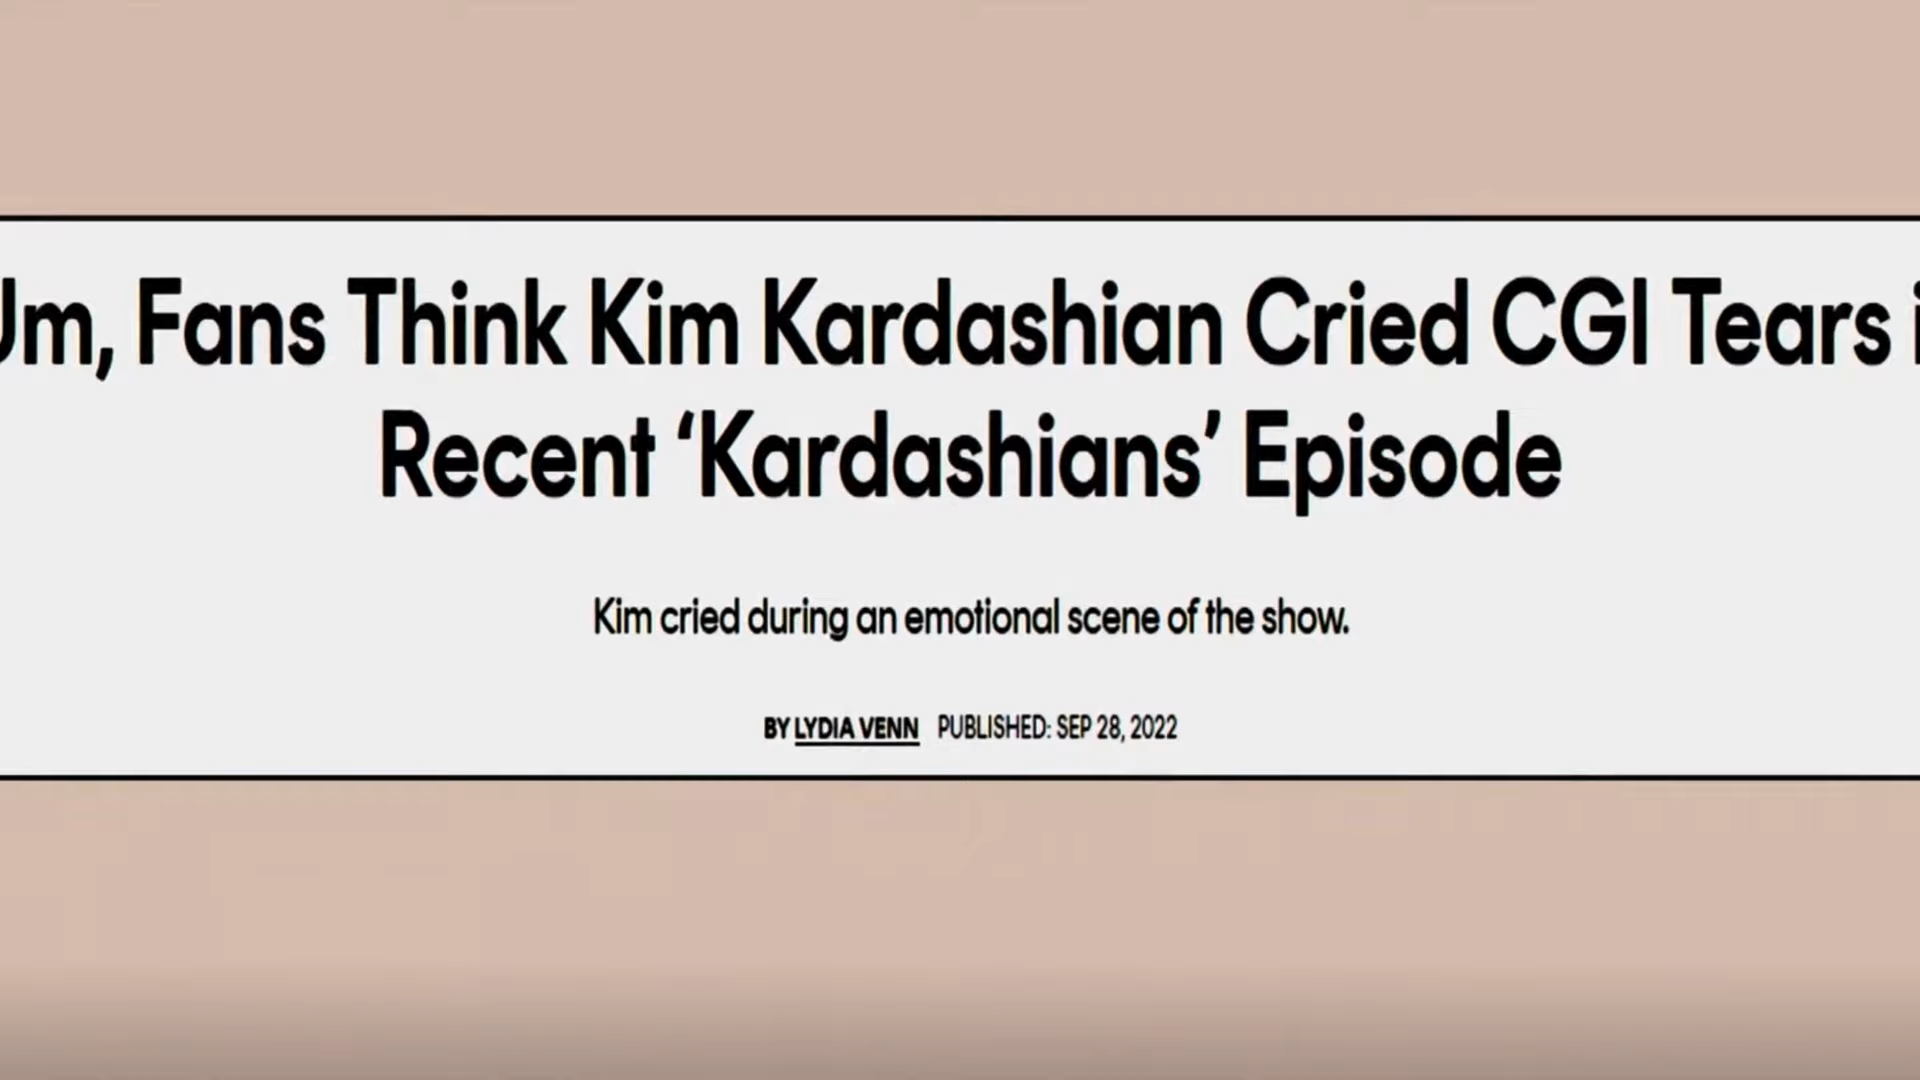 Um, Fans Think Kim Kardashian Cried CGI Tears i
Recent ‘Kardashians’ Episode
Kim cried during an emotional scene of the show.
BY LYDIA VENN PUBLISHED: SEP 28, 2022